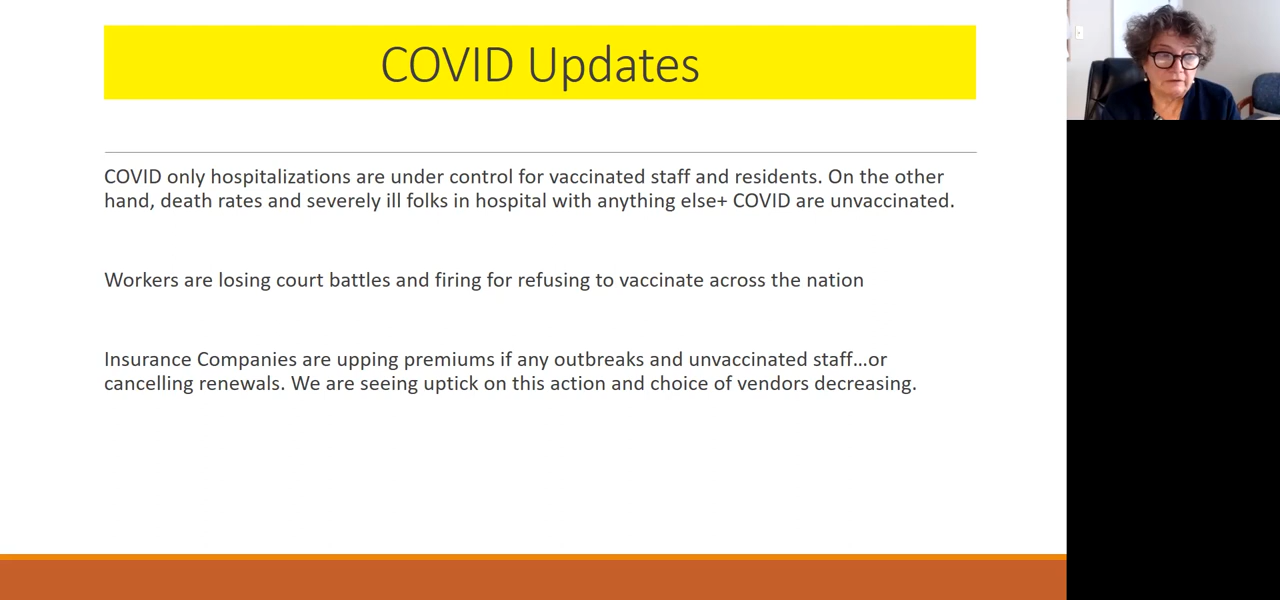 COVID Updates
COVID only hospitalizations are under control for vaccinated staff and residents. On the other
hand, death rates and severely ill folks in hospital with anything else+ COVID are unvaccinated.
Workers are losing court battles and firing for refusing to vaccinate across the nation
Insurance Companies are upping premiums if any outbreaks and unvaccinated staff…or
cancelling renewals. We are seeing uptick on this action and choice of vendors decreasing.